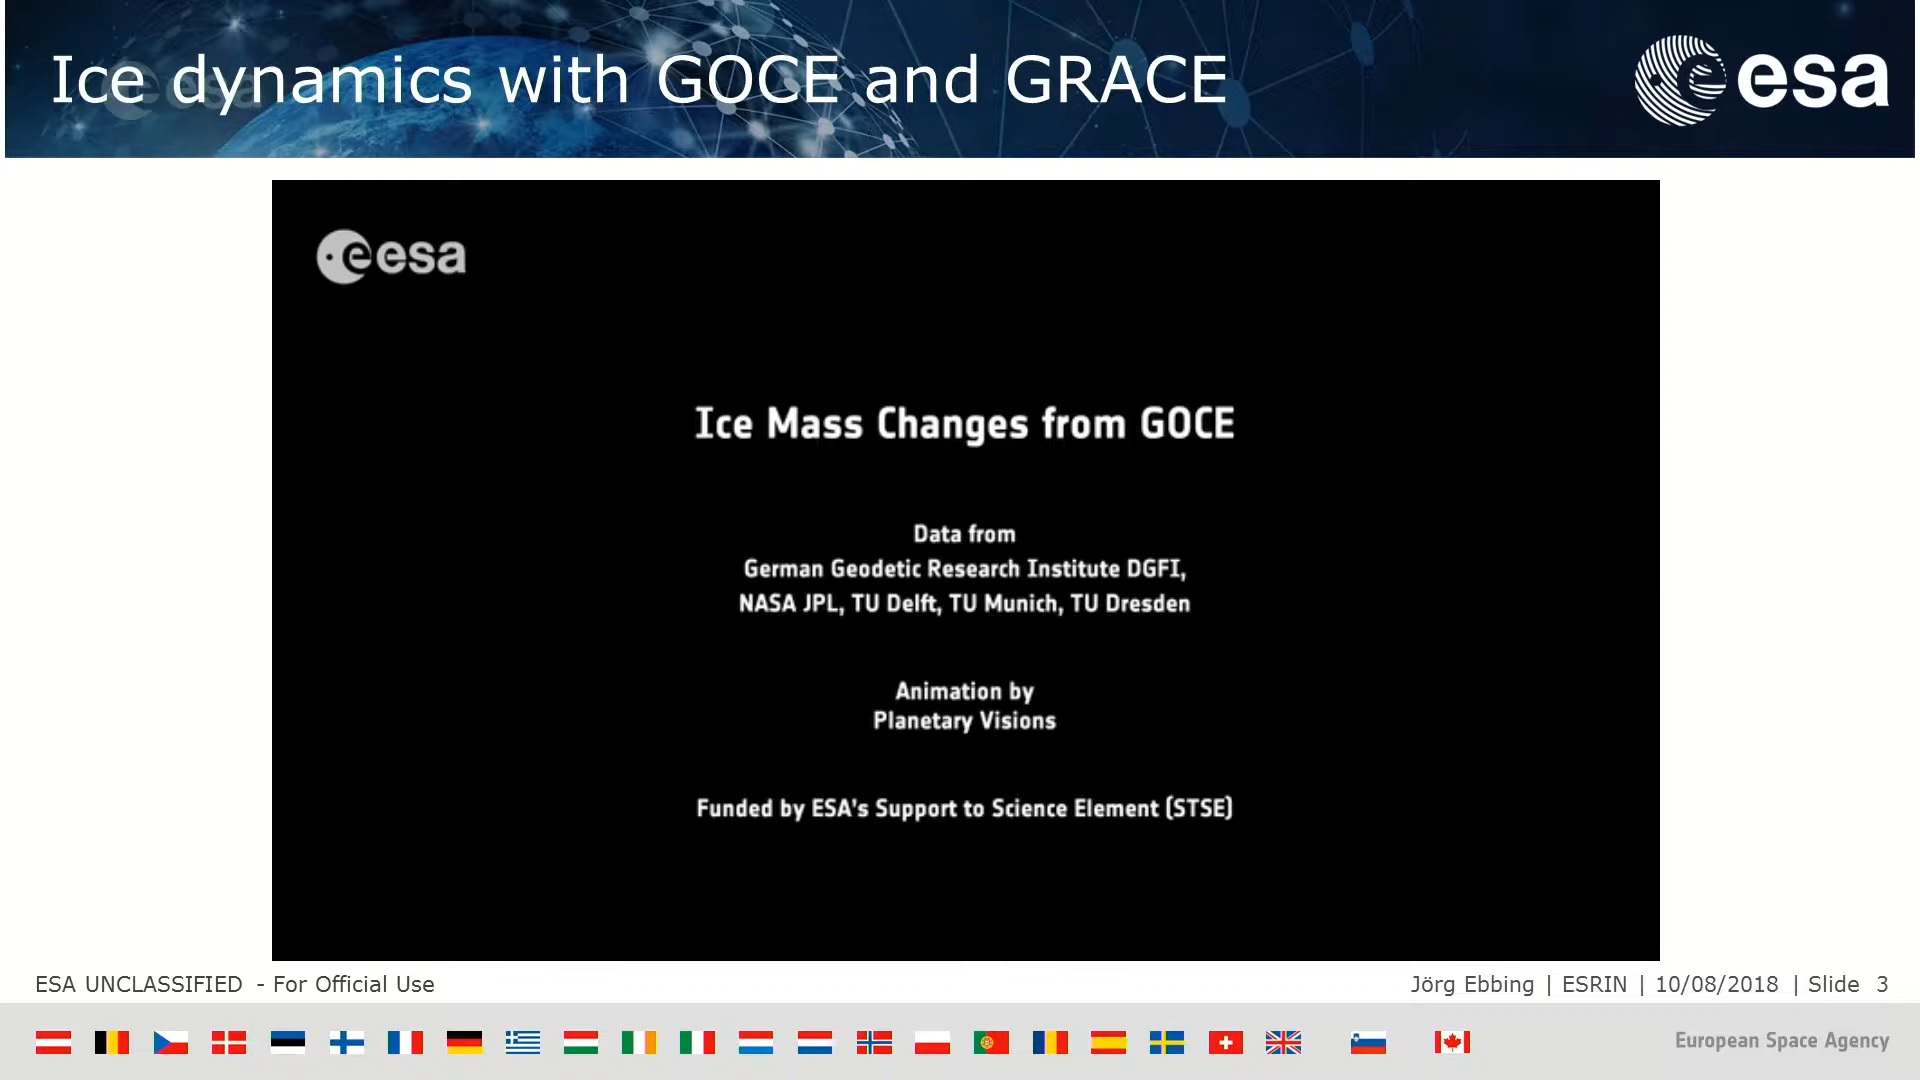 Ice dynamics with GOCE and GRACE
esa
esa
Ice Mass Changes from GOCE
Data from
German Geodetic Research Institute DGFI,
NASA JPL, TU Delft, TU Munich, TU Dresden
Animation by
Planetary Visions
Funded by ESA's Support to Science Element (STSE)
ESA UNCLASSIFIED - For Official Use
Jörg Ebbing | ESRIN | 10/08/2018 | Slide 3
European Space Agency